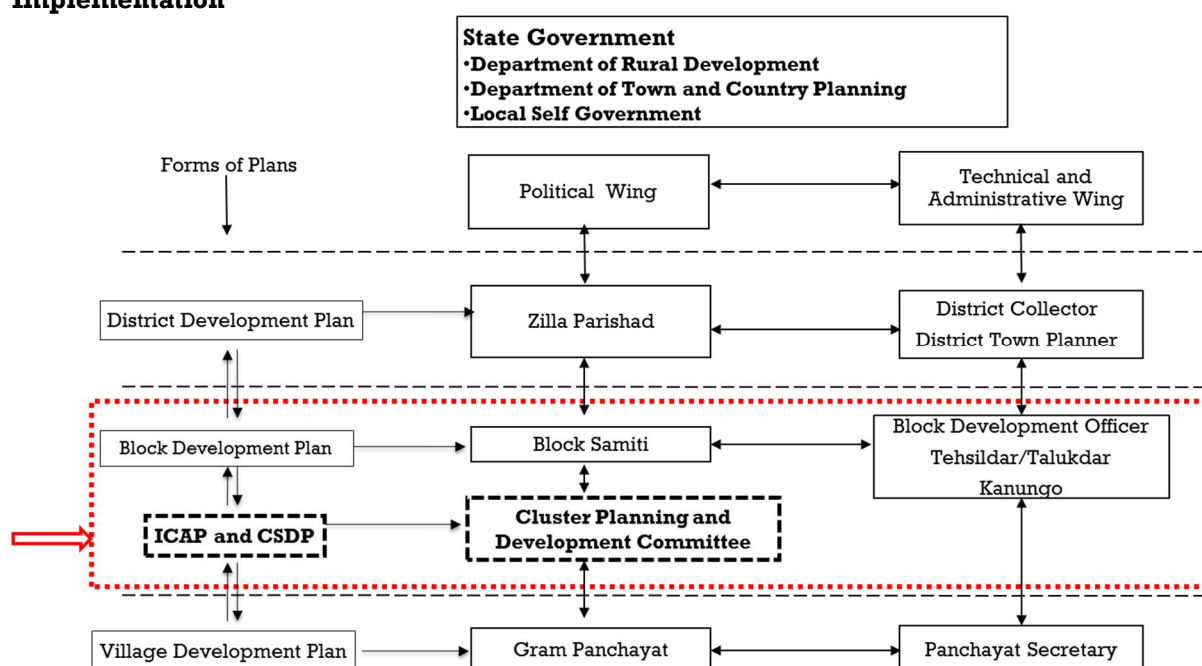 Implementation
State Government
•Department of Rural Development
•Department of Town and Country Planning
•Local Self Government
Forms of Plans
Political Wing
Technical and
Administrative Wing
District Development Plan
Zilla Parishad
District Collector
District Town Planner
Block Development Plan
Block Samiti
Block Development Officer
Tehsildar/Talukdar
Kanungo
ICAP and CSDP
Cluster Planning and
Development Committee
Village Development Plan
Gram Panchayat
Panchayat Secretary